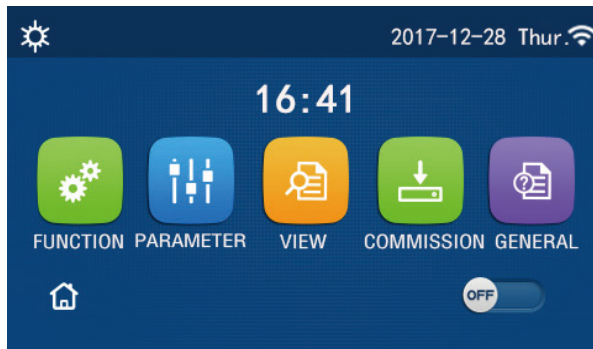 2017-12-28 Thur.
16:41
FUNCTION PARAMETER VIEW COMMISSION GENERAL
OFF